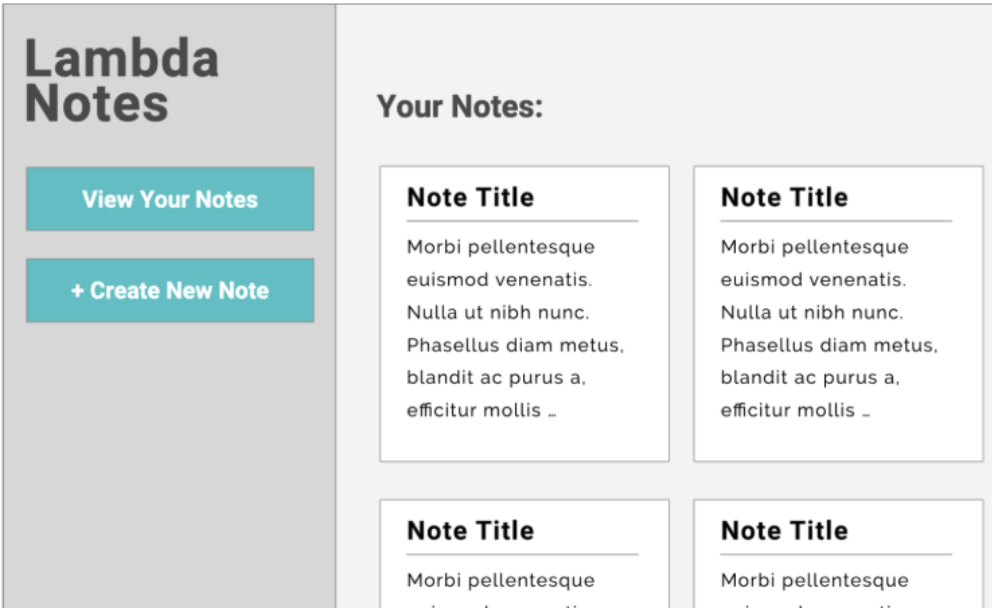 Lambda
Notes
View Your Notes
+ Create New Note
Your Notes:
Note Title
Morbi pellentesque
euismod venenatis.
Nulla ut nibh nunc.
Phasellus diam metus,
blandit ac purus a,
efficitur mollis …
Note Title
Morbi pellentesque
euismod venenatis.
Nulla ut nibh nunc.
Phasellus diam metus,
blandit ac purus a,
efficitur mollis …
Note Title
Morbi pellentesque
Note Title
Morbi pellentesque